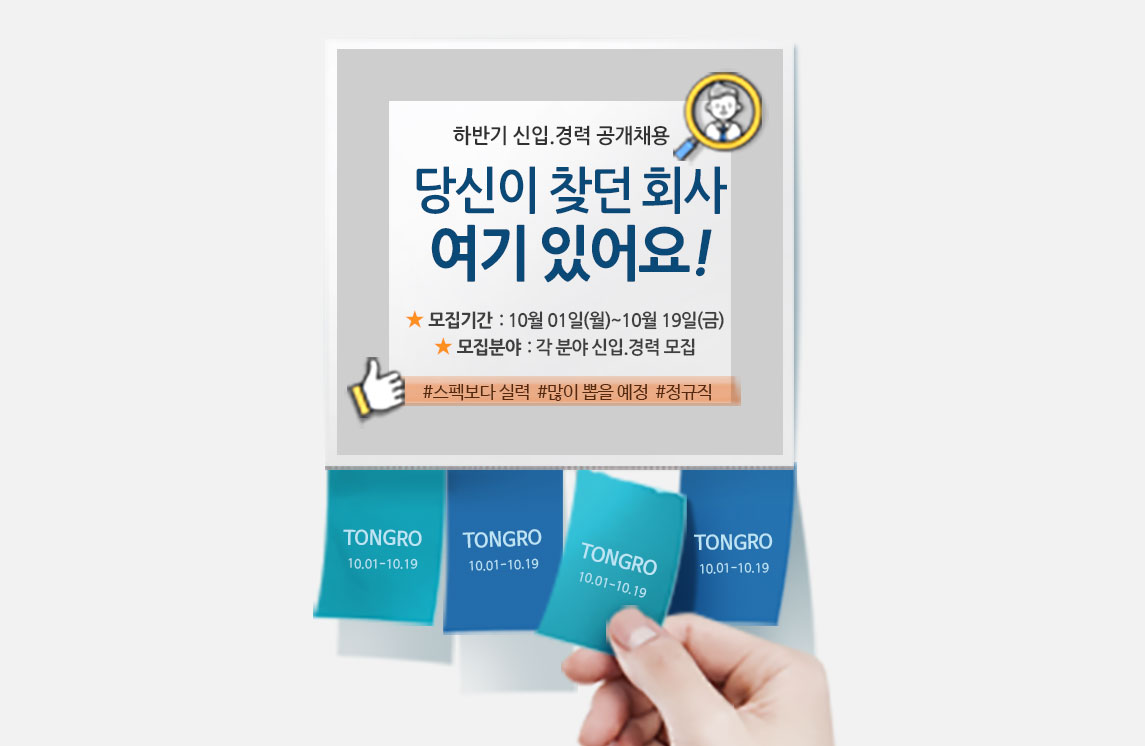 하반기 신입.경력 공개채용
당신이 찾던 회사
여기 있어요!
★ 모집기간 : 10월 01일(월)~10월 19일(금)
★ 모집분야 : 각 분야 신입.경력 모집
#스펙보다 실력 #많이 뽑을 예정 #정규직
TONGRO
10.01-10.19
TONGRO
10.01-10.19
TONGRO
10.01-10.19
TONGRO
10.01-10.19